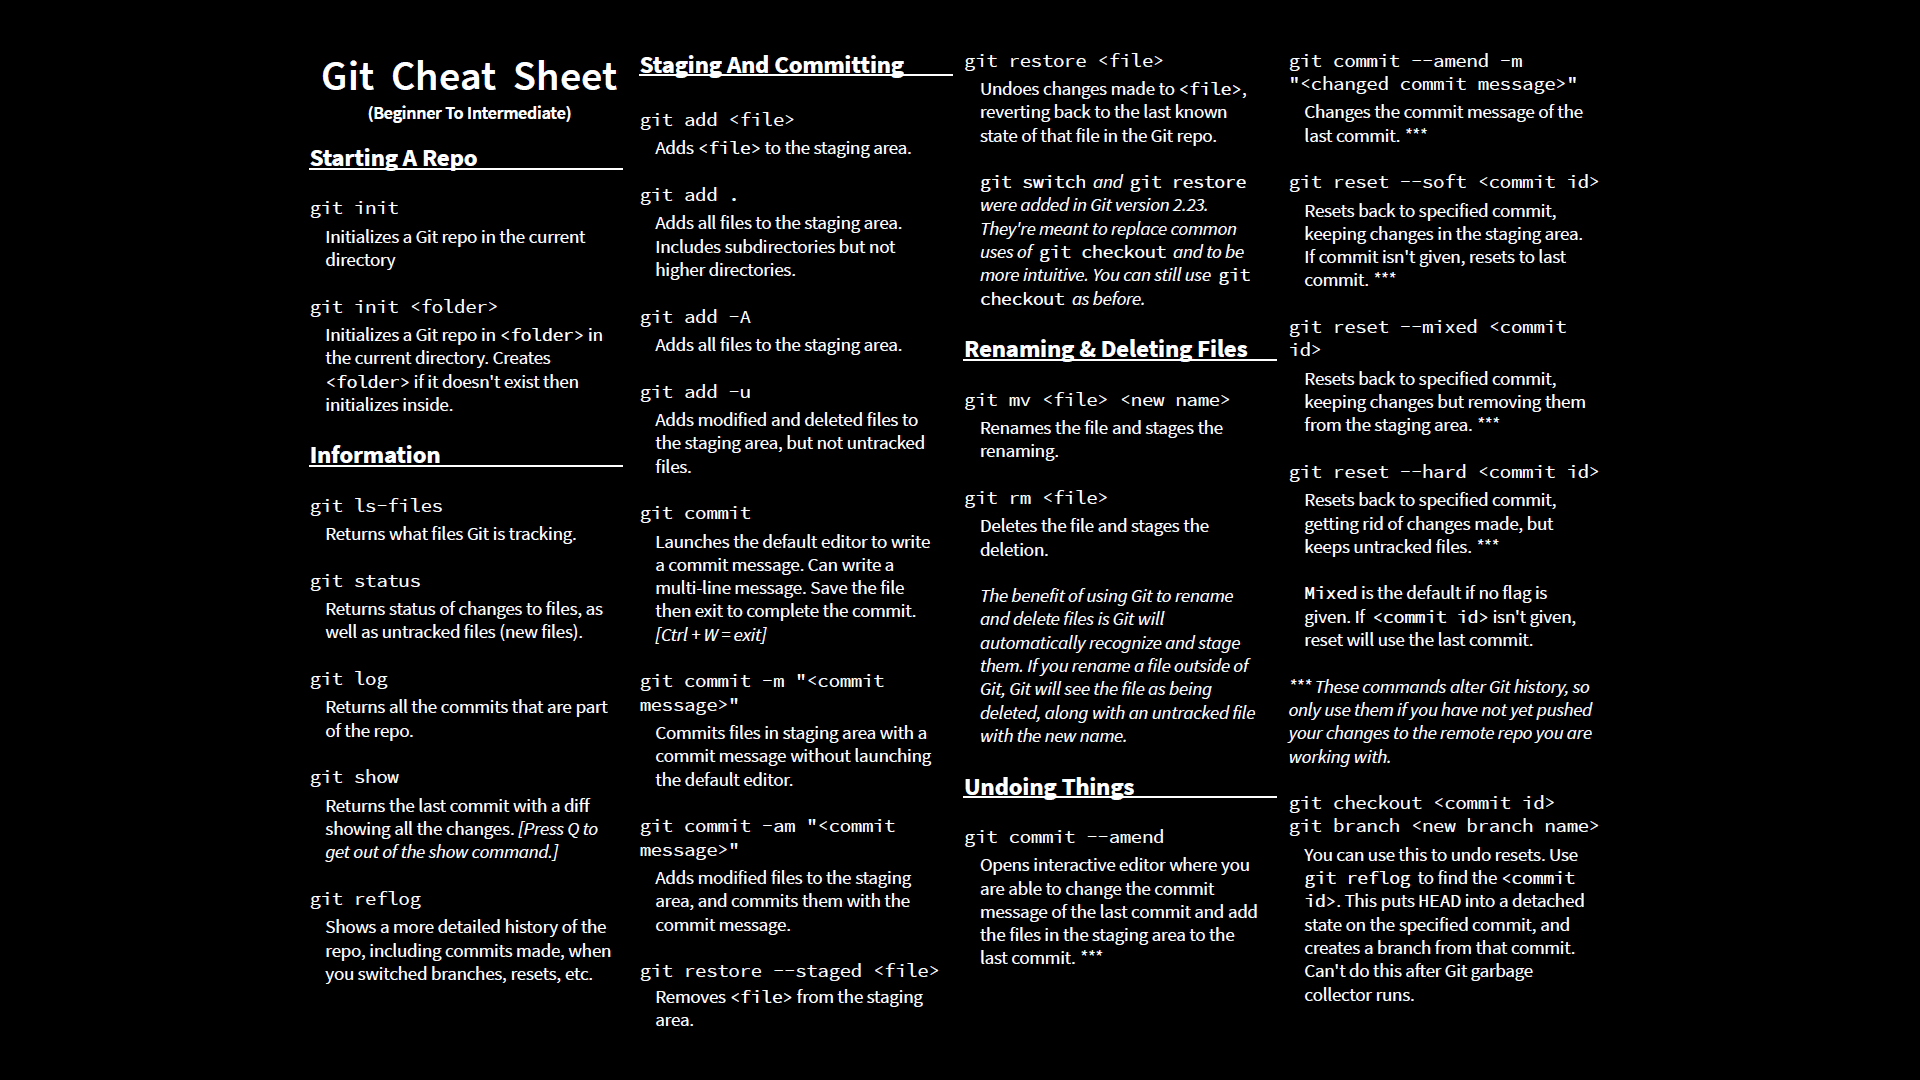 Git Cheat Sheet
(Beginner To Intermediate)
Starting A Repo
git init
Initializes a Git repo in the current
directory
git init <folder>
Initializes a Git repo in <folder> in
the current directory. Creates
<folder> if it doesn't exist then
initializes inside.
Information
git ls-files
Returns what files Git is tracking.
git status
Returns status of changes to files, as
well as untracked files (new files).
git log
Returns all the commits that are part
of the repo.
git show
Returns the last commit with a diff
showing all the changes. [Press Q to
get out of the show command.]
git reflog
Shows a more detailed history of the
repo, including commits made, when
you switched branches, resets, etc.
Staging And Committing
git add <file>
Adds <file> to the staging area.
git add .
Adds all files to the staging area.
Includes subdirectories but not
higher directories.
git add -A
Adds all files to the staging area.
git add -u
Adds modified and deleted files to
the staging area, but not untracked
files.
git commit
Launches the default editor to write
a commit message. Can write a
multi-line message. Save the file
then exit to complete the commit.
[Ctrl + W = exit]
git commit -m "<commit
message>"
Commits files in staging area with a
commit message without launching
the default editor.
git commit -am "<commit
message>"
Adds modified files to the staging
area, and commits them with the
commit message.
git restore --staged <file>
Removes <file> from the staging
area.
git restore <file>
Undoes changes made to <file>,
reverting back to the last known
state of that file in the Git repo.
git switch and git restore
were added in Git version 2.23.
They're meant to replace common
uses of git checkout and to be
more intuitive. You can still use git
checkout as before.
Renaming & Deleting Files
git mv <file> <new name>
Renames the file and stages the
renaming.
git rm <file>
Deletes the file and stages the
deletion.
The benefit of using Git to rename
and delete files is Git will
automatically recognize and stage
them. If you rename a file outside of
Git, Git will see the file as being
deleted, along with an untracked file
with the new name.
Undoing Things
git commit --amend
Opens interactive editor where you
are able to change the commit
message of the last commit and add
the files in the staging area to the
last commit. ***
git commit --amend -m
"<changed commit message>"
Changes the commit message of the
last commit. ***
git reset --soft <commit id>
Resets back to specified commit,
keeping changes in the staging area.
If commit isn't given, resets to last
commit. ***
git reset --mixed <commit
id>
Resets back to specified commit,
keeping changes but removing them
from the staging area. ***
git reset --hard <commit id>
Resets back to specified commit,
getting rid of changes made, but
keeps untracked files. ***
Mixed is the default if no flag is
given. If <commit id> isn't given,
reset will use the last commit.
*** These commands alter Git history, so
only use them if you have not yet pushed
your changes to the remote repo you are
working with.
git checkout <commit id>
git branch <new branch name>
You can use this to undo resets. Use
git reflog to find the <commit
id>. This puts HEAD into a detached
state on the specified commit, and
creates a branch from that commit.
Can't do this after Git garbage
collector runs.